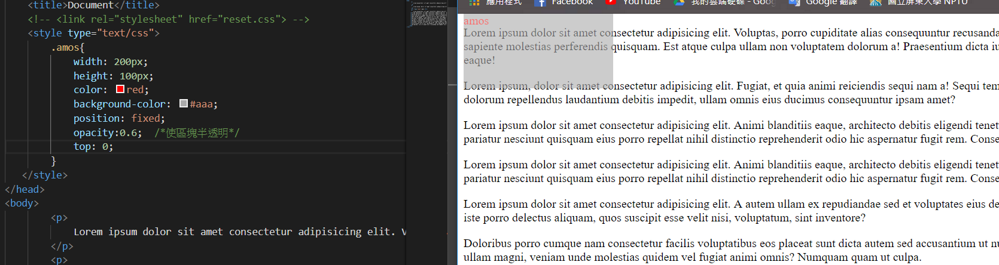 <title>Document</title>
<!-- <link rel="stylesheet" href="reset.css"> -->
<style type="text/css">
.amos{
width: 200px;
height: 100px;
color: red;
background-color: #aaa;
position: fixed;
opacity:0.6; /*使區塊半透明*/
top: 0;
}
</style>
</head>
<body>
<p>
Lorem ipsum dolor sit amet consectetur adipisicing elit. V
</p>
<p>
應用程式 Facebook YouTube 我的雲端硬碟 - Goog Google 翻譯 國立屏東大學 NPTU
amos
Lorem ipsum dolor sit amet consectetur adipisicing elit. Voluptas, porro cupiditate alias consequuntur recusanda
sapiente molestias perferendis quisquam. Est atque culpa ullam non voluptatem dolorum a! Praesentium dicta iu
eaque!
Lorem ipsum, dolor sit amet consectetur adipisicing elit. Fugiat, et quia animi reiciendis sequi nam a! Sequi tem
dolorum repellendus laudantium debitis impedit, ullam omnis eius ducimus consequuntur ipsam amet?
Lorem ipsum dolor sit amet consectetur adipisicing elit. Animi blanditiis eaque, architecto debitis eligendi tenet
pariatur nesciunt quisquam eius porro repellat nihil distinctio reprehenderit odio hic aspernatur fugit rem. Conse
Lorem ipsum dolor sit amet consectetur adipisicing elit. Animi blanditiis eaque, architecto debitis eligendi tenet
pariatur nesciunt quisquam eius porro repellat nihil distinctio reprehenderit odio hic aspernatur fugit rem. Conse
Lorem ipsum dolor sit amet consectetur adipisicing elit. A autem ullam ex repudiandae sed et voluptates eius de
iste porro delectus aliquam, quos suscipit esse velit nisi, voluptatum, sint inventore?
Doloribus porro cumque nam consectetur facilis voluptatibus eos placeat sunt dicta autem sed accusantium ut nu
ullam magni, veniam unde molestias quidem vel fugiat animi omnis? Numquam quam ut culpa.